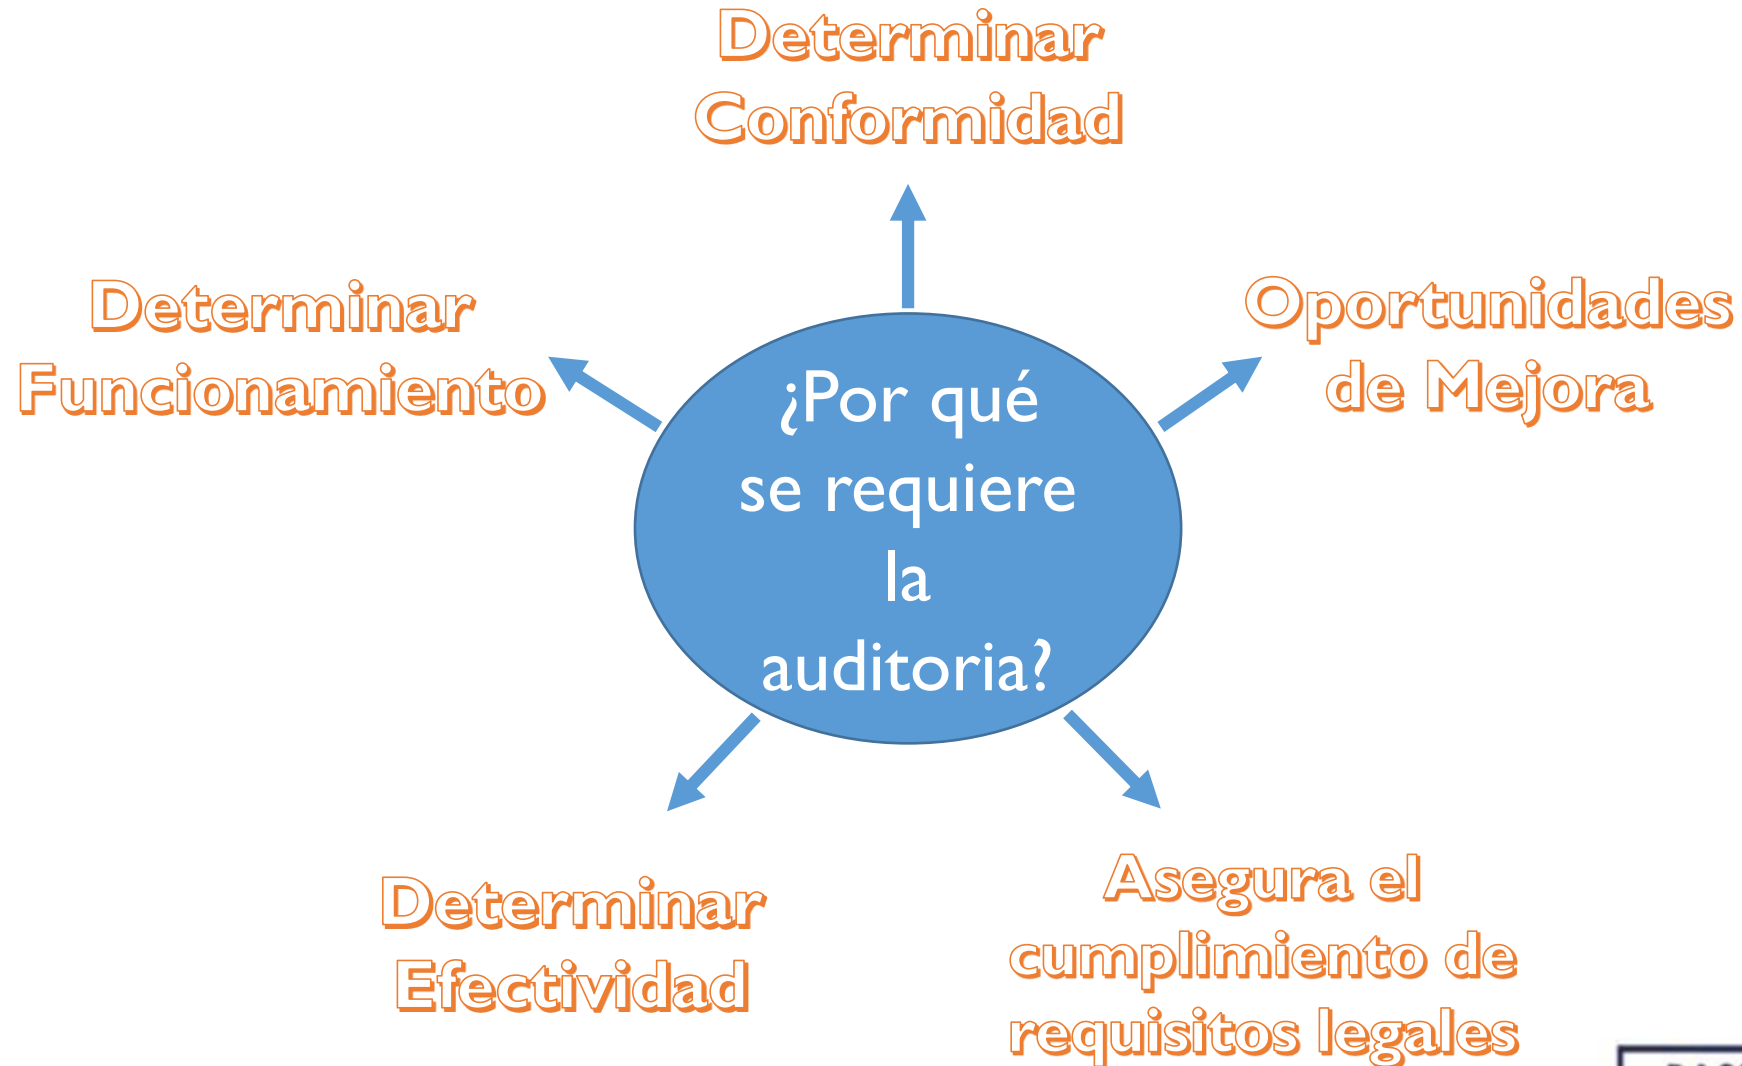 Determinar
Conformidad
Determinar
Funcionamiento
Oportunidades
de Mejora
¿Por qué
se requiere
la
auditoria?
Determinar
Efectividad
Asegura el
cumplimiento de
requisitos legales